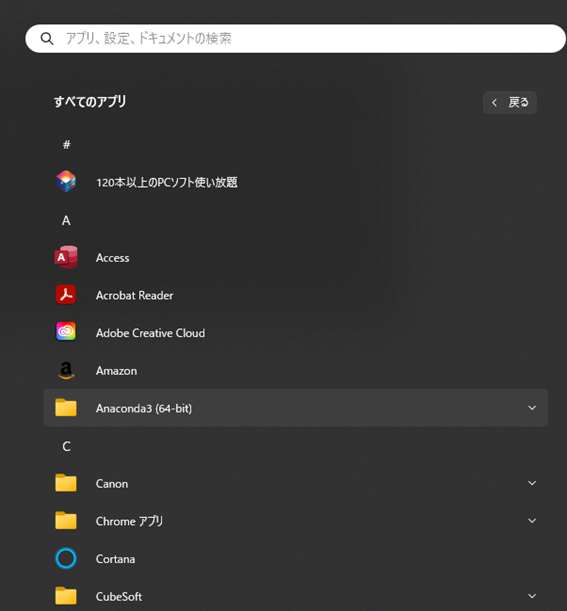 アプリ、設定、ドキュメントの検索
すべてのアプリ
戻る
#
120本以上のPCソフト使い放題
A
Access
Acrobat Reader
Adobe Creative Cloud
Amazon
Anaconda3 (64-bit)
C
Canon
Chrome アプリ
Cortana
CubeSoft